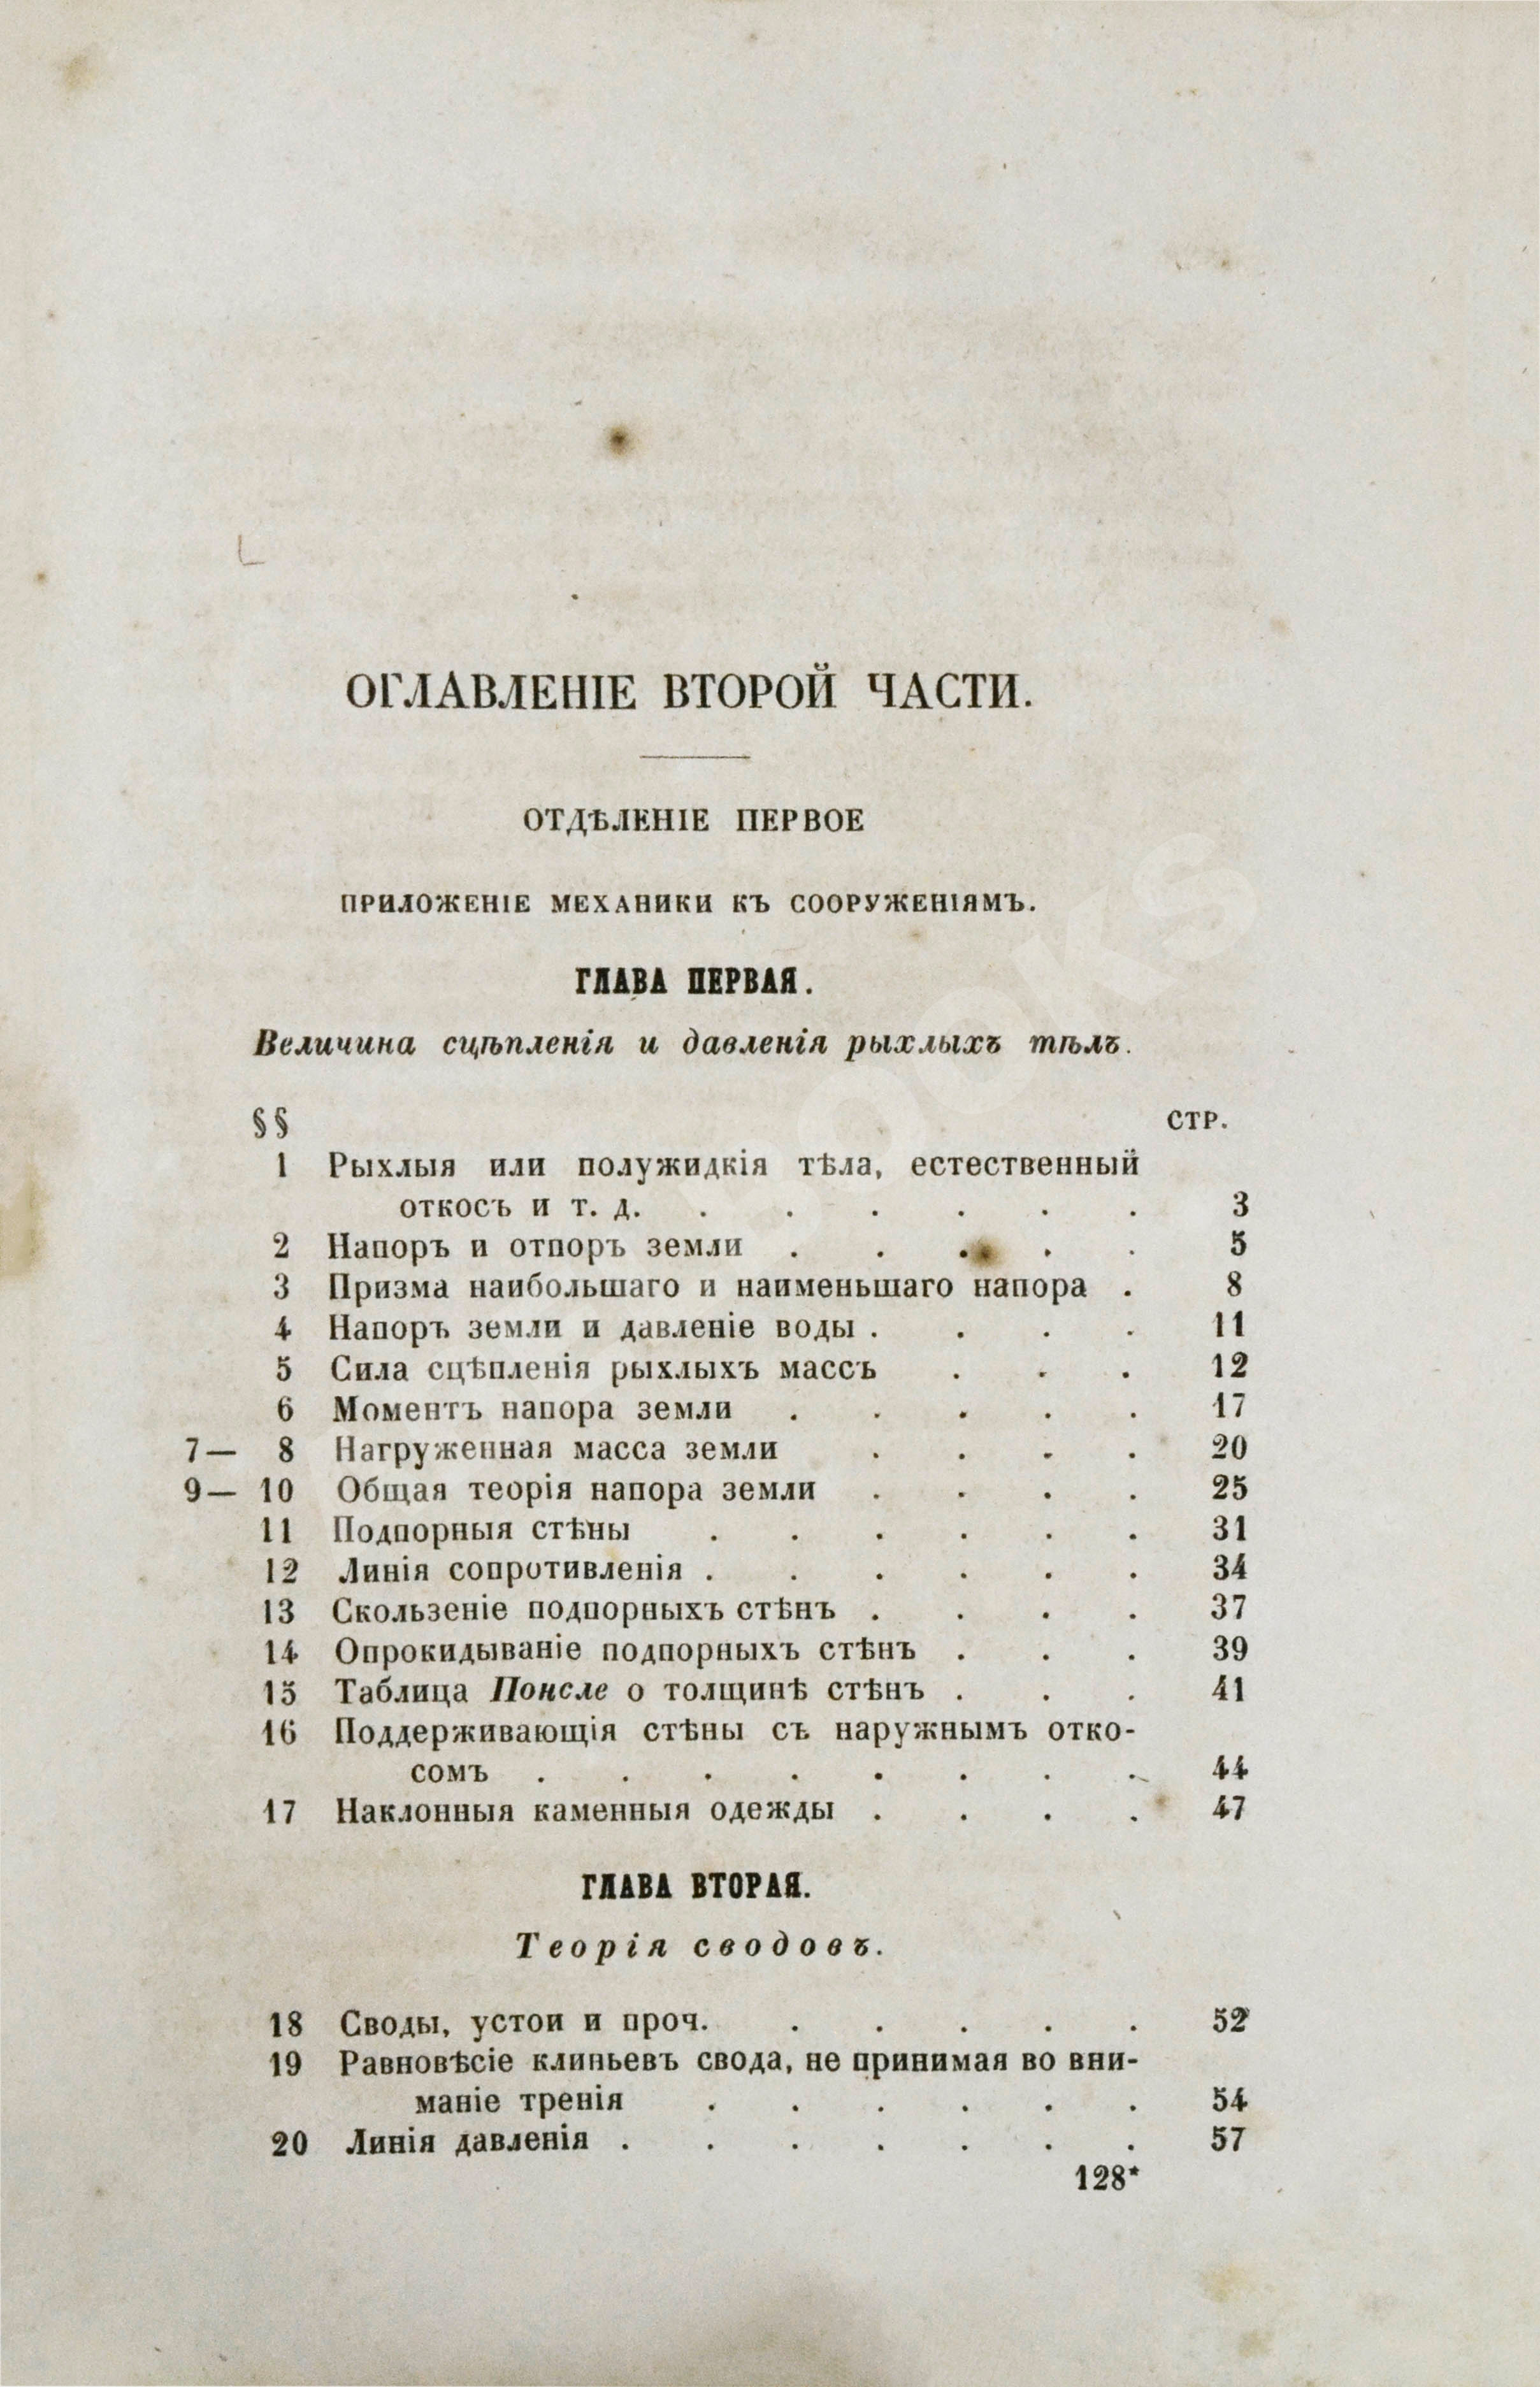 ОГЛАВЛЕНІЕ ВТОРОЙ ЧАСТИ.
ОТДѢЛЕНІЕ ПЕРВОЕ
ПРИЛОЖЕНІЕ МЕХАНИКИ КЪ СООРУЖЕНІЯМЪ.
ГЛАВА ПЕРВАЯ.
Величина сцѣпленія и давленія рыхлыхъ тѣлъ.
§§ СТР.
1 Рыхлыя или полужидкія тѣла, естественный
откосъ и т. д. . . . . . . 3
2 Напоръ и отпоръ земли . . . . . 5
3 Призма наибольшаго и наименьшаго напора . 8
4 Напоръ земли и давленіе воды . . . . 11
5 Сила сцѣпленія рыхлыхъ массъ . . . 12
6 Моментъ напора земли . . . . . 17
7— 8 Нагруженная масса земли . . . . 20
9— 10 Общая теорія напора земли . . . . 25
11 Подпорныя стѣны . . . . . . 31
12 Линія сопротивленія . . . . . . 34
13 Скользеніе подпорныхъ стѣнъ . . . . 37
14 Опрокидываніе подпорныхъ стѣнъ . . . 39
15 Таблица Понсле о толщинѣ стѣнъ . . . 41
16 Поддерживающія стѣны съ наружнымъ отко-
сомъ . . . . . . . . 44
17 Наклонныя каменныя одежды . . . . 47
ГЛАВА ВТОРАЯ.
Теорія сводовъ.
18 Своды, устои и проч. . . . . . 52
19 Равновѣсіе клиньевъ свода, не принимая во вни-
маніе тренія . . . . . . 54
20 Линія давленія . . . . . . . 57
128*